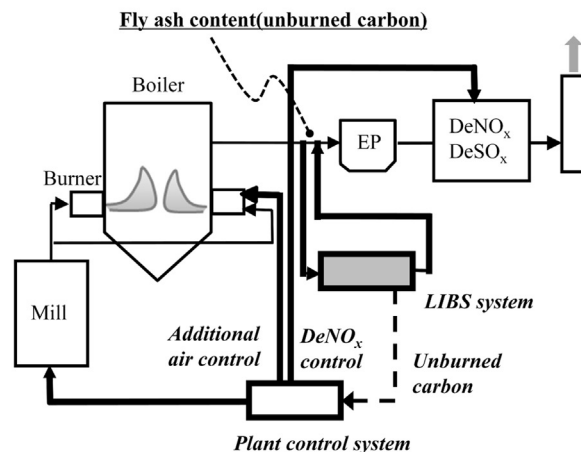 Fly ash content(unburned carbon)
Boiler
Burner
EP
DeNOₓ
DeSOₓ
Mill
LIBS system
Additional
air control
DeNOₓ
control
Unburned
carbon
Plant control system